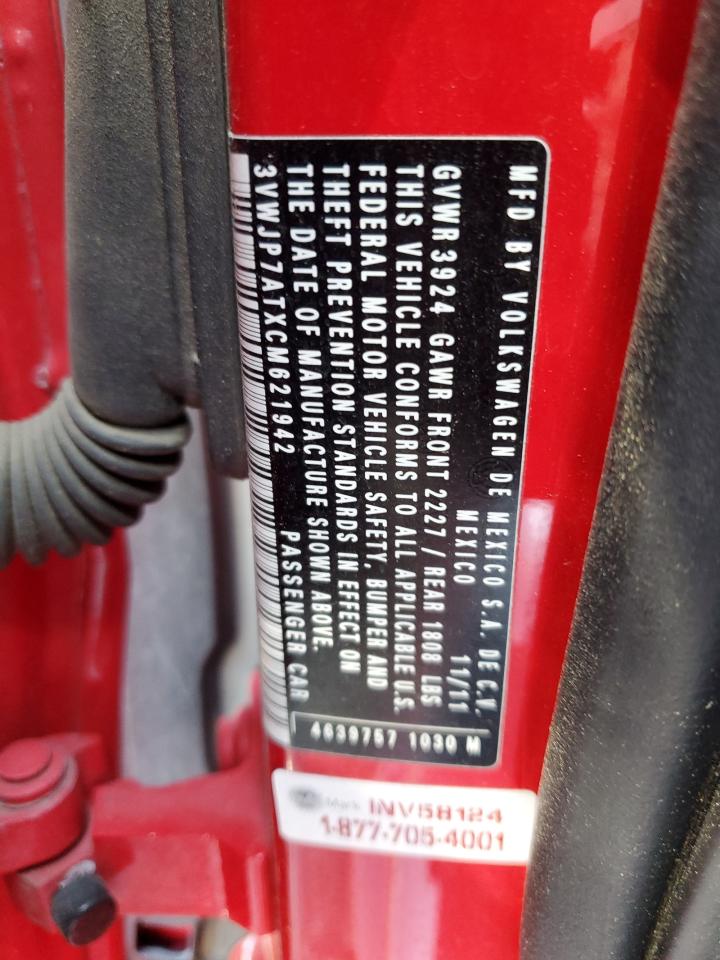 MFD BY VOLKSWAGEN DE MEXICO S.A. DE C.V.
MEXICO 11/11
GVWR 3924 GAWR FRONT 2227 / REAR 1808 LBS
THIS VEHICLE CONFORMS TO ALL APPLICABLE U.S.
FEDERAL MOTOR VEHICLE SAFETY, BUMPER AND
THEFT PREVENTION STANDARDS IN EFFECT ON
THE DATE OF MANUFACTURE SHOWN ABOVE.
3VWJP7ATXCM621942 PASSENGER CAR
4639757 1030 M
INV58124
1-877-705-4001